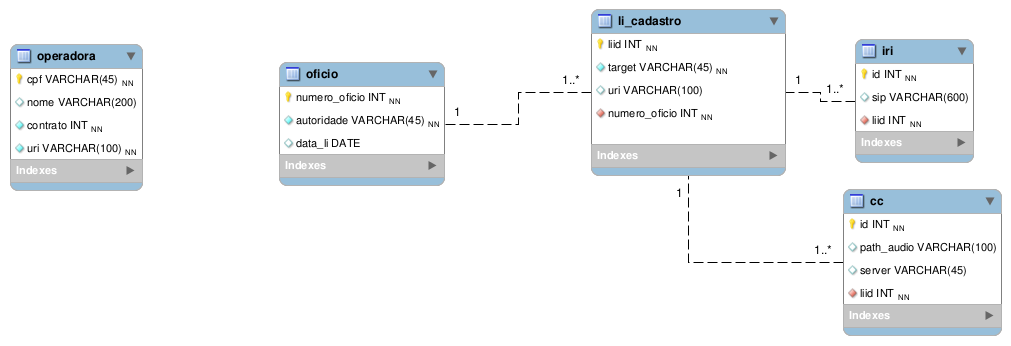 operadora
cpf VARCHAR(45) NN
nome VARCHAR(200)
contrato INT NN
uri VARCHAR(100) NN
Indexes
oficio
numero_oficio INT NN
autoridade VARCHAR(45) NN
data_li DATE
Indexes
1
1..*
li_cadastro
liid INT NN
target VARCHAR(45) NN
uri VARCHAR(100)
numero_oficio INT NN
Indexes
1
1..*
iri
id INT NN
sip VARCHAR(600)
liid INT NN
Indexes
1
1..*
cc
id INT NN
path_audio VARCHAR(100)
server VARCHAR(45)
liid INT NN
Indexes